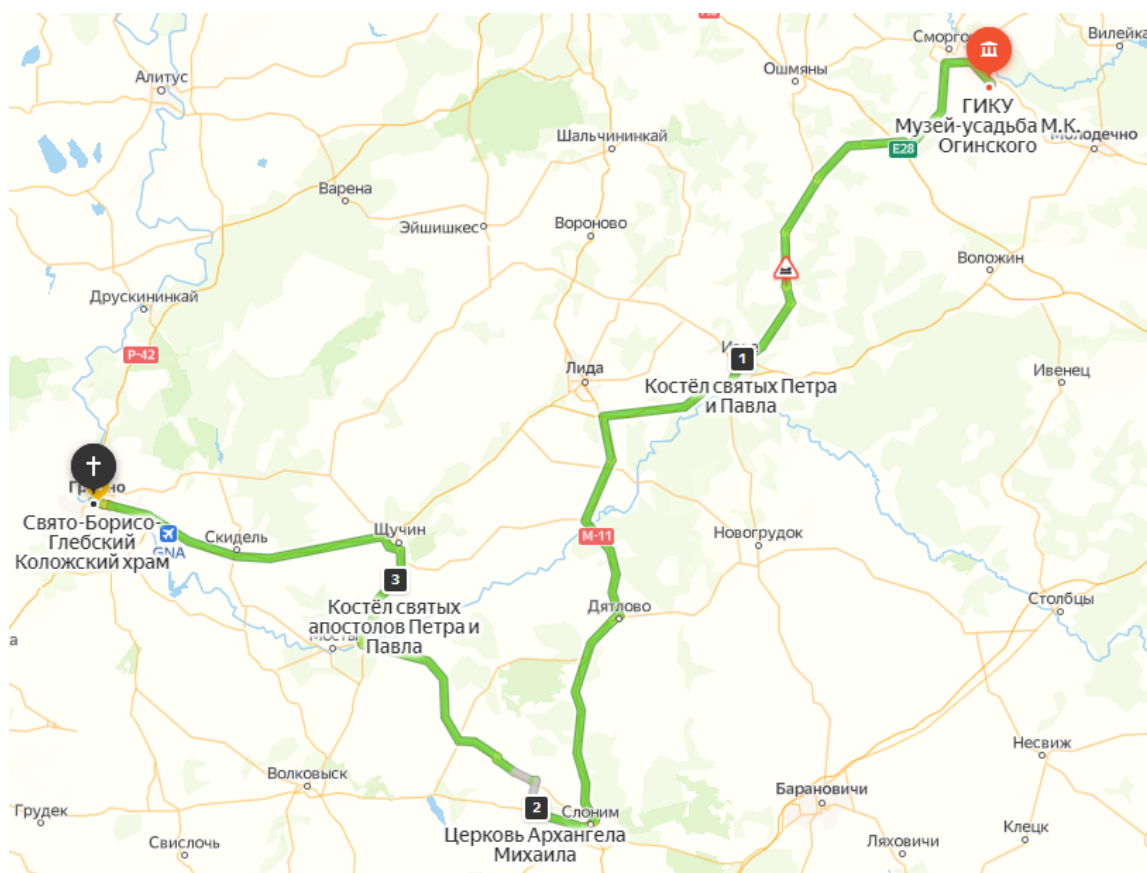 Сморго
Вилейка
Ошмяны
Алитус
ГИКУ
Музей-усадьба М.К.
Огинского
Молодечно
E28
Шальчининкай
Варена
Эйшишкес
Вороново
Воложин
Друскининкай
P-42
1
Лида
Костёл святых Петра
и Павла
Ивенец
Свято-Борисо-
Глебский
Коложский храм
GNA
Скидель
Щучин
M-11
Новогрудок
3
Костёл святых
апостолов Петра и
Павла
Мосты
Дятлово
Столбцы
а
Несвиж
Волковыск
Барановичи
2
Слоним
Грудек
Церковь Архангела
Михаила
Свислочь
Клецк
Ляховичи